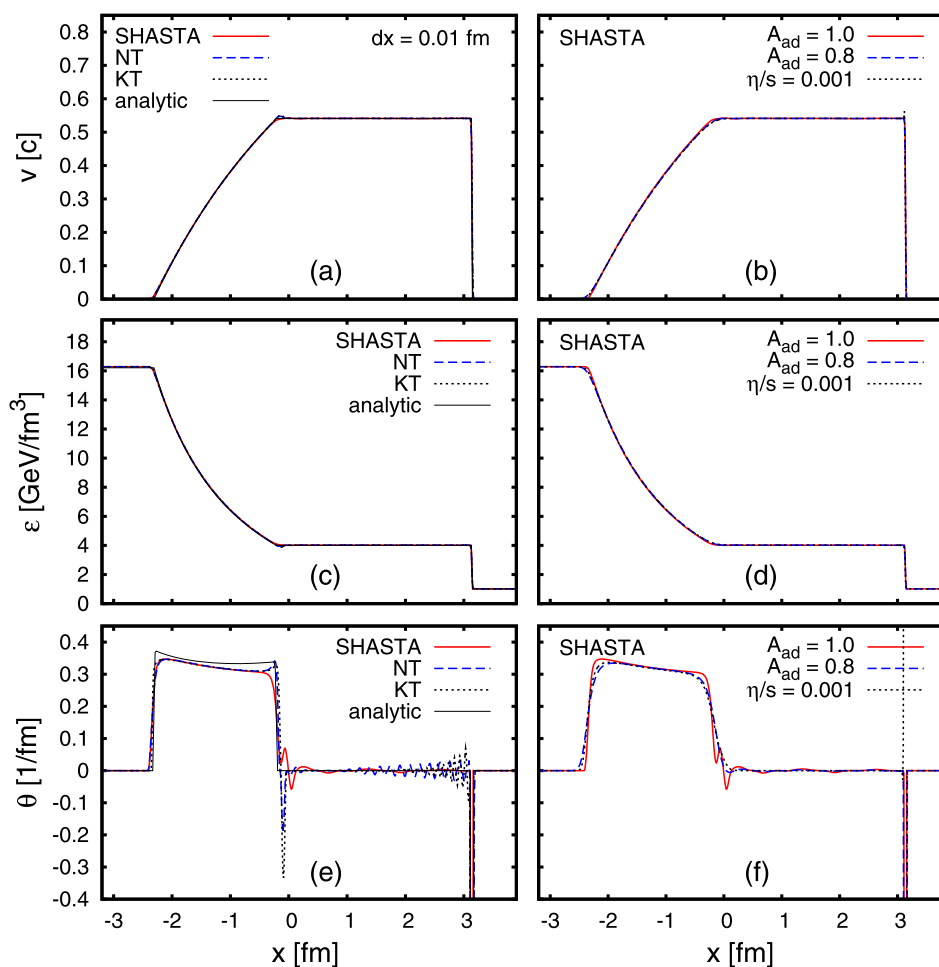 SHASTA
NT
KT
analytic
dx = 0.01 fm
(a)
v [c]
0.8
0.7
0.6
0.5
0.4
0.3
0.2
0.1
0
SHASTA
A_ad = 1.0
A_ad = 0.8
η/s = 0.001
(b)
SHASTA
NT
KT
analytic
(c)
ε [GeV/fm³]
18
16
14
12
10
8
6
4
2
0
SHASTA
A_ad = 1.0
A_ad = 0.8
η/s = 0.001
(d)
SHASTA
NT
KT
analytic
(e)
θ [1/fm]
0.4
0.3
0.2
0.1
0
-0.1
-0.2
-0.3
-0.4
SHASTA
A_ad = 1.0
A_ad = 0.8
η/s = 0.001
(f)
-3 -2 -1 0 1 2 3
-3 -2 -1 0 1 2 3
x [fm]
x [fm]